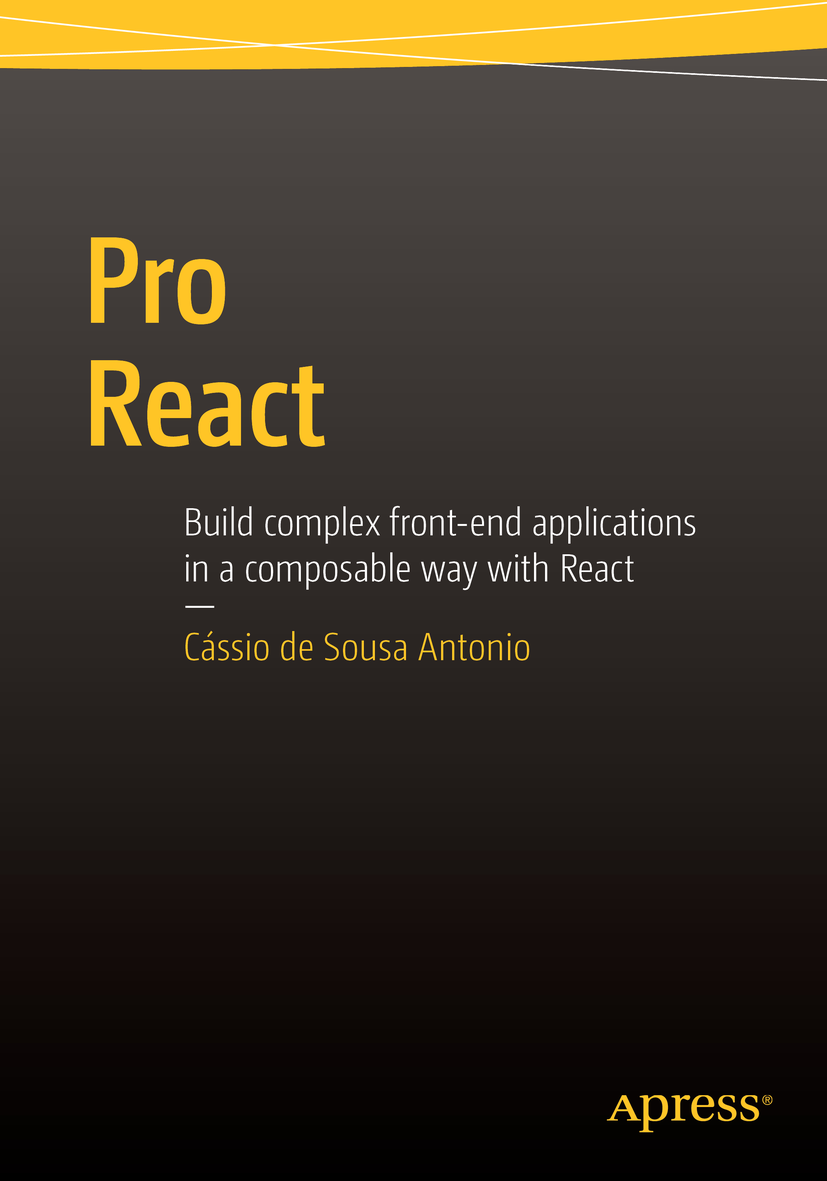 Pro
React
Build complex front-end applications
in a composable way with React
Cássio de Sousa Antonio
Apress®